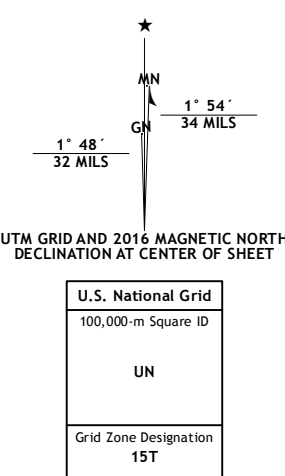 ★
MN
1° 54´
34 MILS
GN
1° 48´
32 MILS
UTM GRID AND 2016 MAGNETIC NORTH
DECLINATION AT CENTER OF SHEET
U.S. National Grid
100,000-m Square ID
UN
Grid Zone Designation
15T